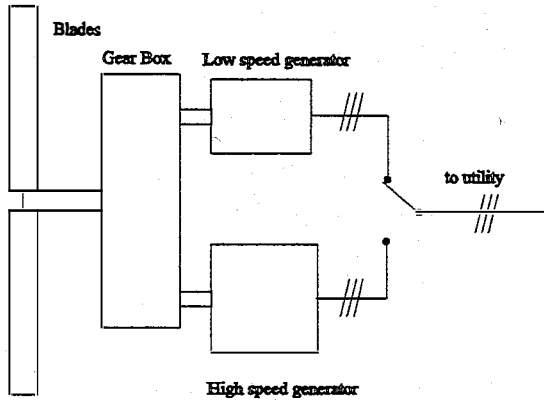 Blades
Gear Box
Low speed generator
to utility
High speed generator